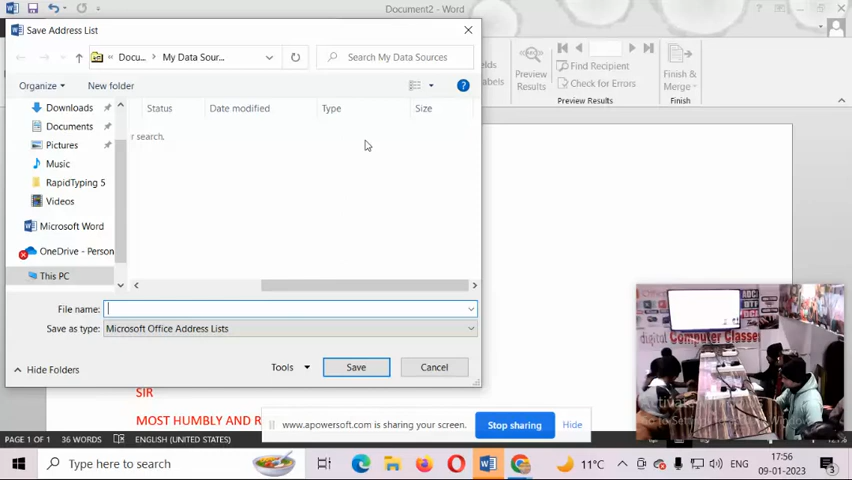 Document2 - Word
Save Address List
Docu...
My Data Sour...
Search My Data Sources
Organize
New folder
Downloads
Documents
Pictures
Music
RapidTyping 5
Videos
Microsoft Word
OneDrive - Person
This PC
Status
Date modified
Type
Size
r search.
File name:
Save as type:
Microsoft Office Address Lists
Hide Folders
Tools
Save
Cancel
elds
abels
Preview
Results
Find Recipient
Check for Errors
Preview Results
Finish &
Merge
Finish
digital Computer Classes
SIR
MOST HUMBLY AND R
www.apowersoft.com is sharing your screen.
Stop sharing
Hide
PAGE 1 OF 1
36 WORDS
ENGLISH (UNITED STATES)
Type here to search
11°C
ENG
17:56
09-01-2023